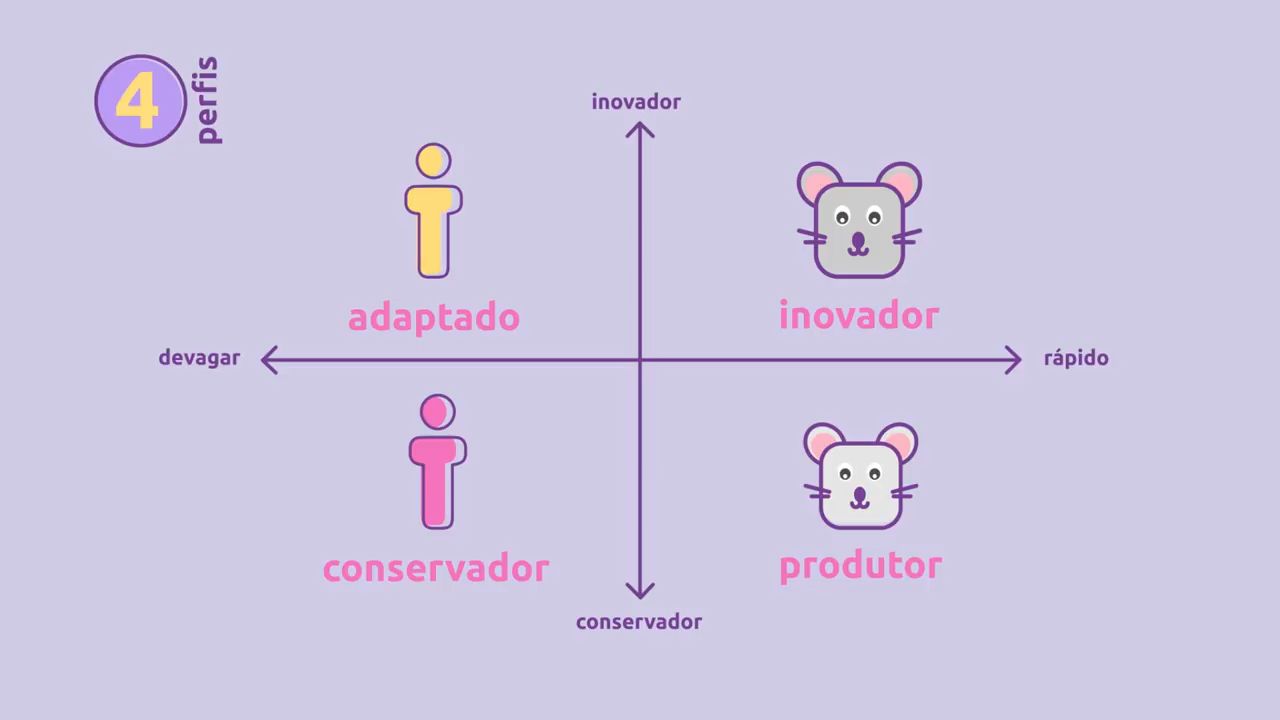 4
perfis
inovador
adaptado
inovador
devagar
rápido
conservador
produtor
conservador